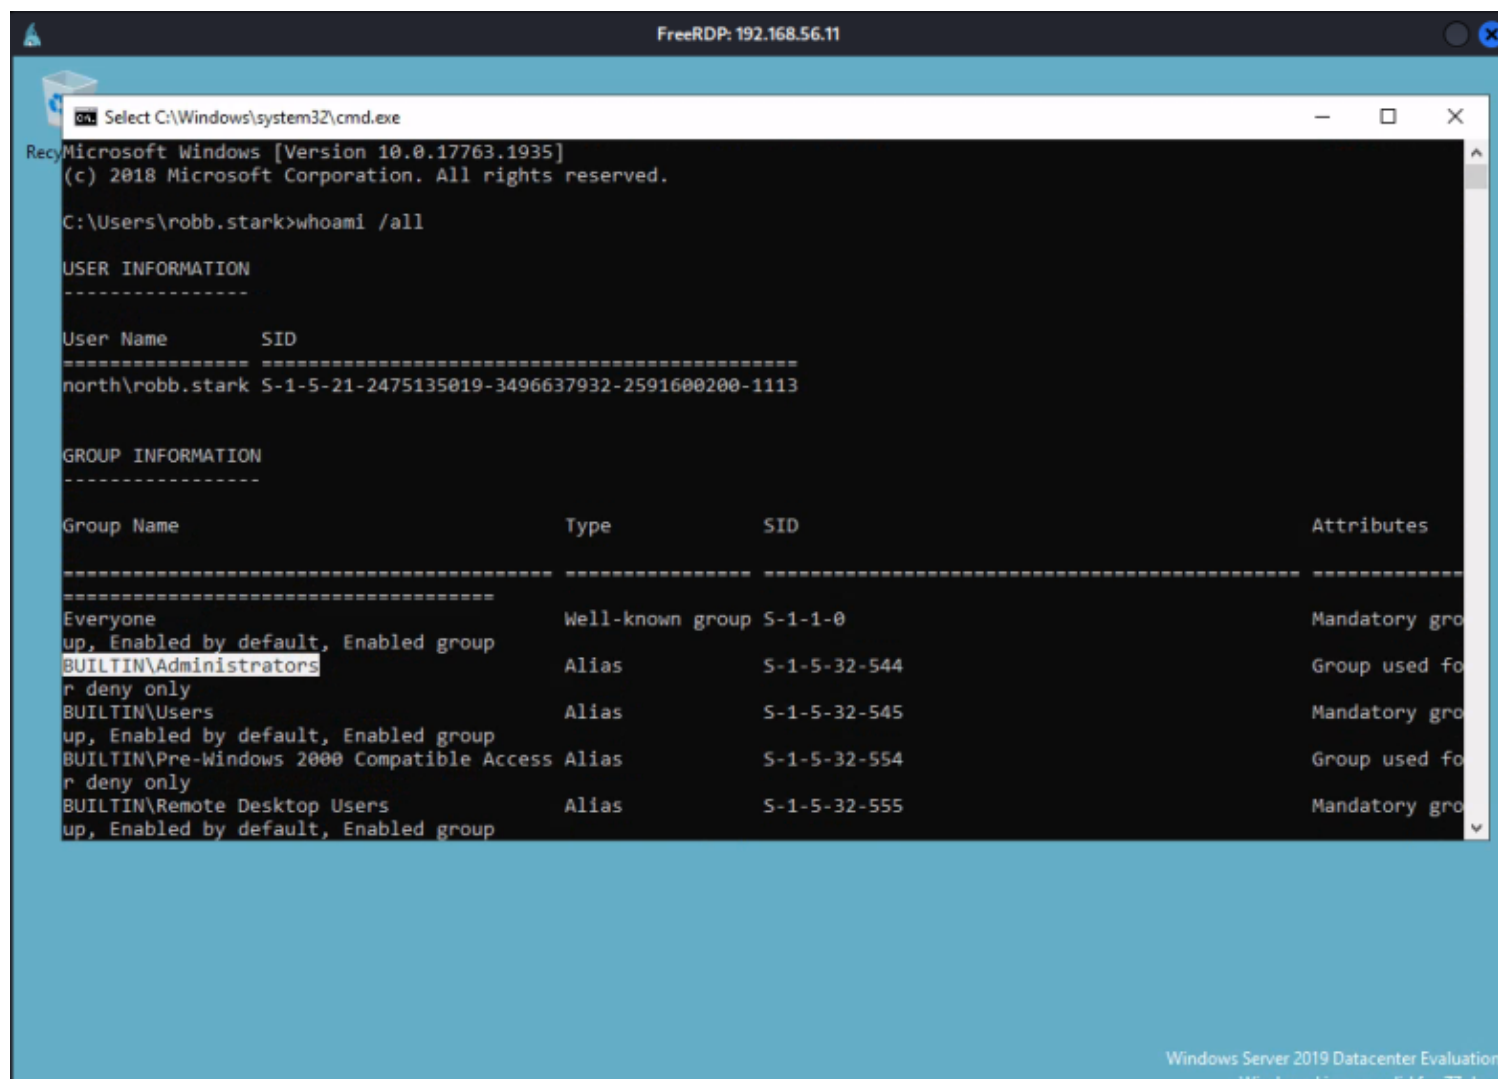 FreeRDP: 192.168.56.11
Select C:\Windows\system32\cmd.exe
Recy
Microsoft Windows [Version 10.0.17763.1935]
(c) 2018 Microsoft Corporation. All rights reserved.
C:\Users\robb.stark>whoami /all
USER INFORMATION
----------------
User Name        SID
================ ==============================================
north\robb.stark S-1-5-21-2475135019-3496637932-2591600200-1113
GROUP INFORMATION
-----------------
Group Name                                 Type             SID                                            Attributes
========================================== ================ ============================================== =============
=====================================
Everyone                                   Well-known group S-1-1-0                                        Mandatory gro
up, Enabled by default, Enabled group
BUILTIN\Administrators                     Alias            S-1-5-32-544                                   Group used fo
r deny only
BUILTIN\Users                              Alias            S-1-5-32-545                                   Mandatory gro
up, Enabled by default, Enabled group
BUILTIN\Pre-Windows 2000 Compatible Access Alias            S-1-5-32-554                                   Group used fo
r deny only
BUILTIN\Remote Desktop Users               Alias            S-1-5-32-555                                   Mandatory gro
up, Enabled by default, Enabled group
Windows Server 2019 Datacenter Evaluation